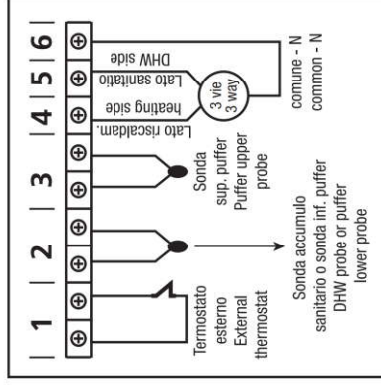 1 | 2 | 3 | 4 | 5 | 6
Termostato
esterno
External
thermostat
Sonda accumulo
sanitario o sonda inf. puffer
DHW probe or puffer
lower probe
Sonda
sup. puffer
Puffer upper
probe
Lato riscaldam.
heating side
Lato sanitatio
DHW side
3 vie
3 way
comune - N
common - N